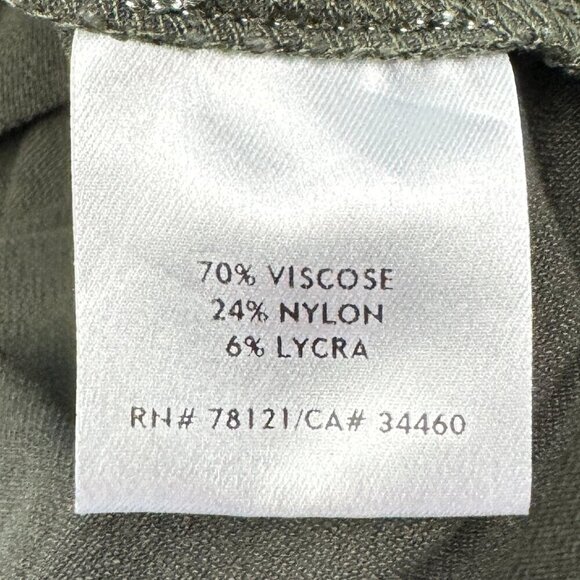 70% VISCOSE
24% NYLON
6% LYCRA
RN# 78121/CA# 34460